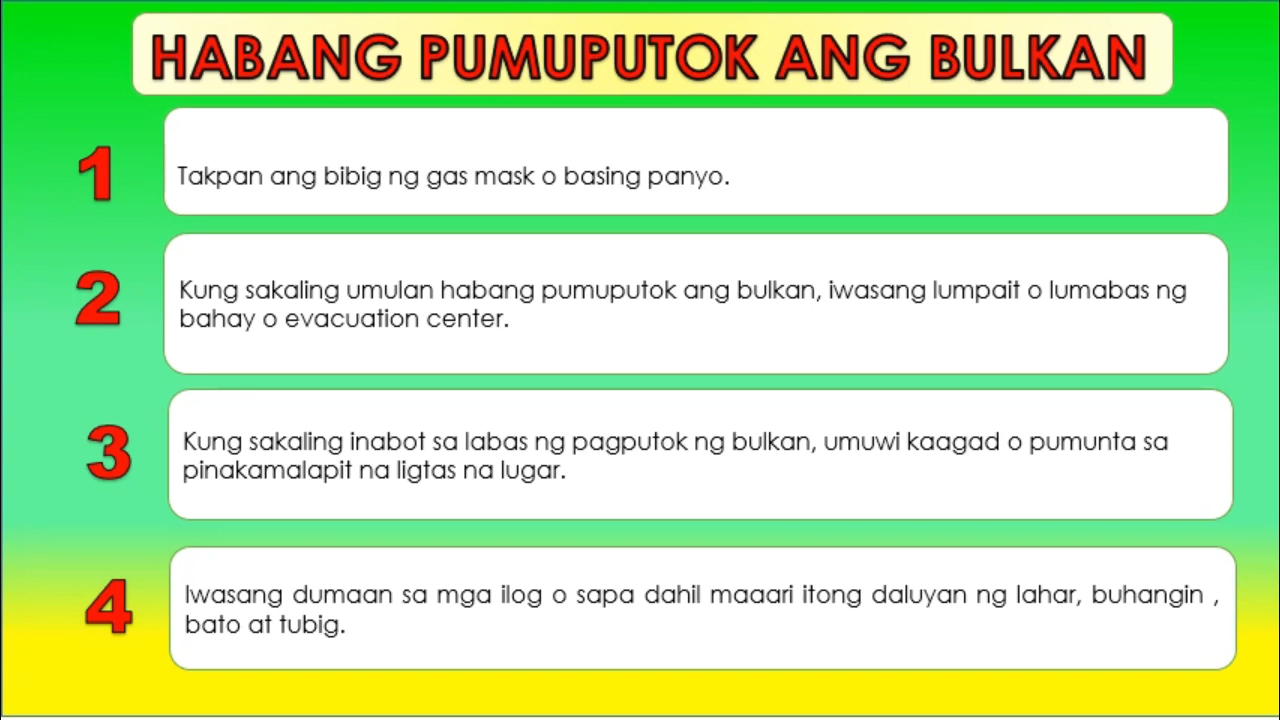 HABANG PUMUPUTOK ANG BULKAN
1
Takpan ang bibig ng gas mask o basing panyo.
2
Kung sakaling umulan habang pumuputok ang bulkan, iwasang lumpait o lumabas ng
bahay o evacuation center.
3
Kung sakaling inabot sa labas ng pagputok ng bulkan, umuwi kaagad o pumunta sa
pinakamalapit na ligtas na lugar.
4
Iwasang dumaan sa mga ilog o sapa dahil maaari itong daluyan ng lahar, buhangin ,
bato at tubig.